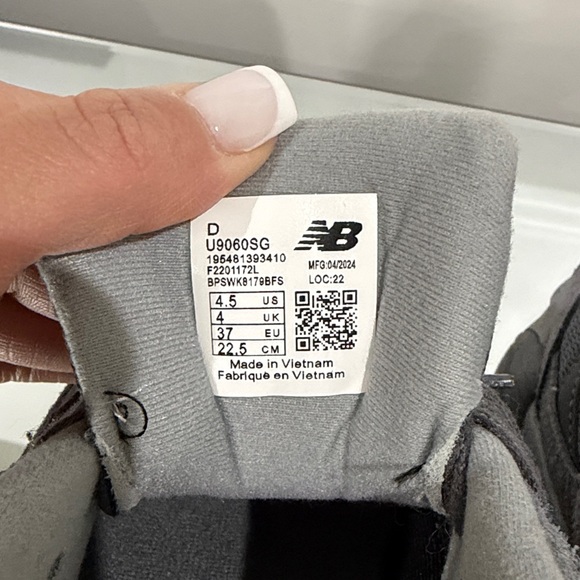 D
U9060SG
195481393410
F2201172L
BPSWK8179BFS
NB
MFG:04/2024
LOC:22
4.5 US
4 UK
37 EU
22.5 CM
Made in Vietnam
Fabriqué en Vietnam